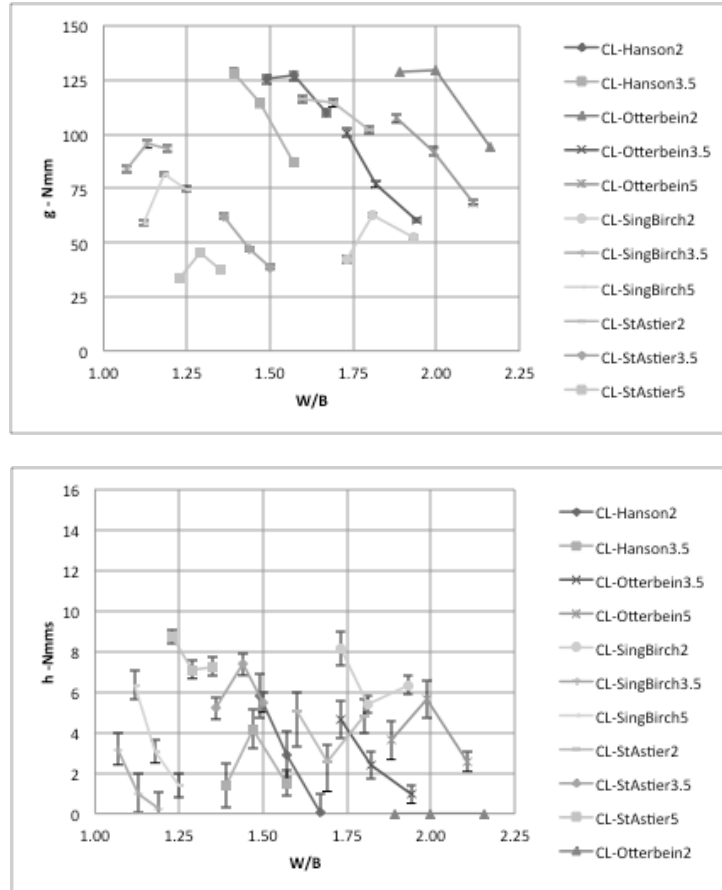 150
125
100
75
50
25
0
g - Nmm
1.00 1.25 1.50 1.75 2.00 2.25
W/B
CL-Hanson2
CL-Hanson3.5
CL-Otterbein2
CL-Otterbein3.5
CL-Otterbein5
CL-SingBirch2
CL-SingBirch3.5
CL-SingBirch5
CL-StAstier2
CL-StAstier3.5
CL-StAstier5
16
14
12
10
8
6
4
2
0
h -Nmms
1.00 1.25 1.50 1.75 2.00 2.25
W/B
CL-Hanson2
CL-Hanson3.5
CL-Otterbein3.5
CL-Otterbein5
CL-SingBirch2
CL-SingBirch3.5
CL-SingBirch5
CL-StAstier2
CL-StAstier3.5
CL-StAstier5
CL-Otterbein2